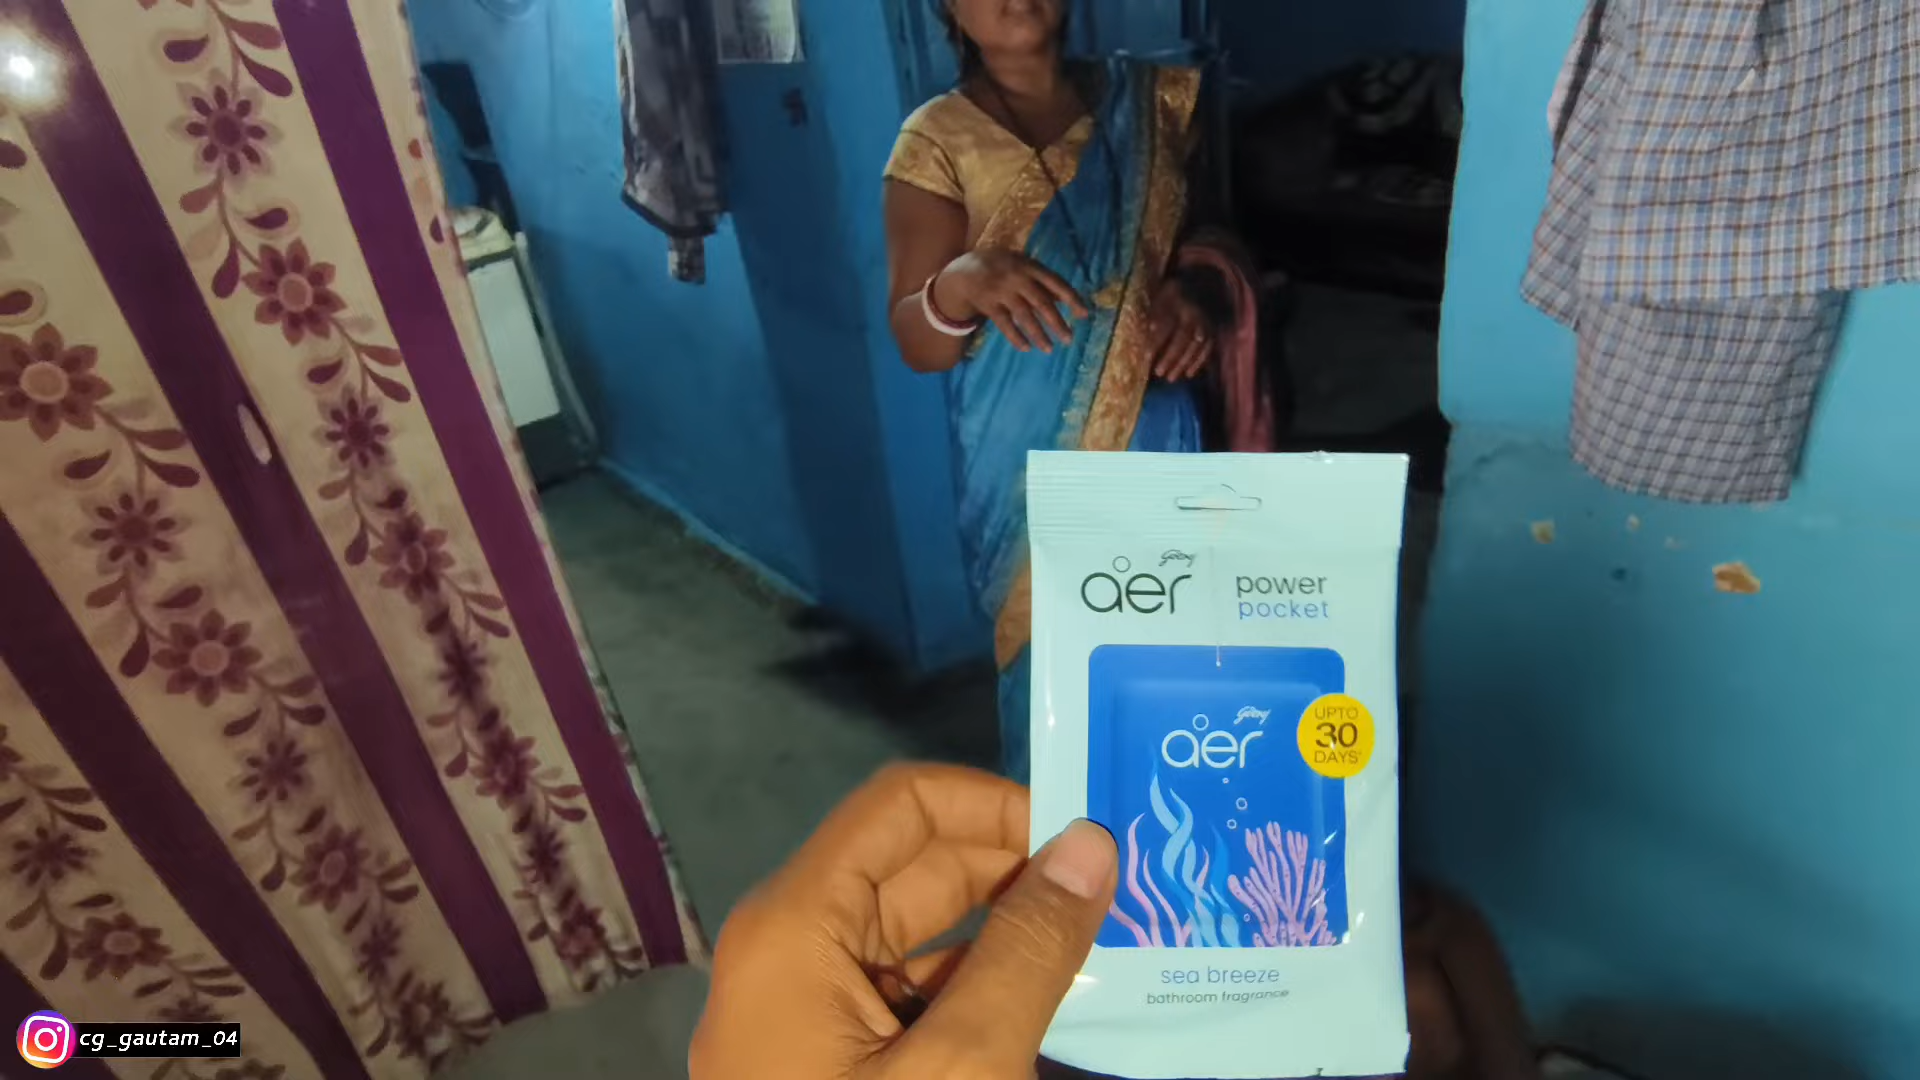 Godrej
aer
power
pocket
Godrej
aer
UPTO
30
DAYS*
sea breeze
bathroom fragrance
cg_gautam_04